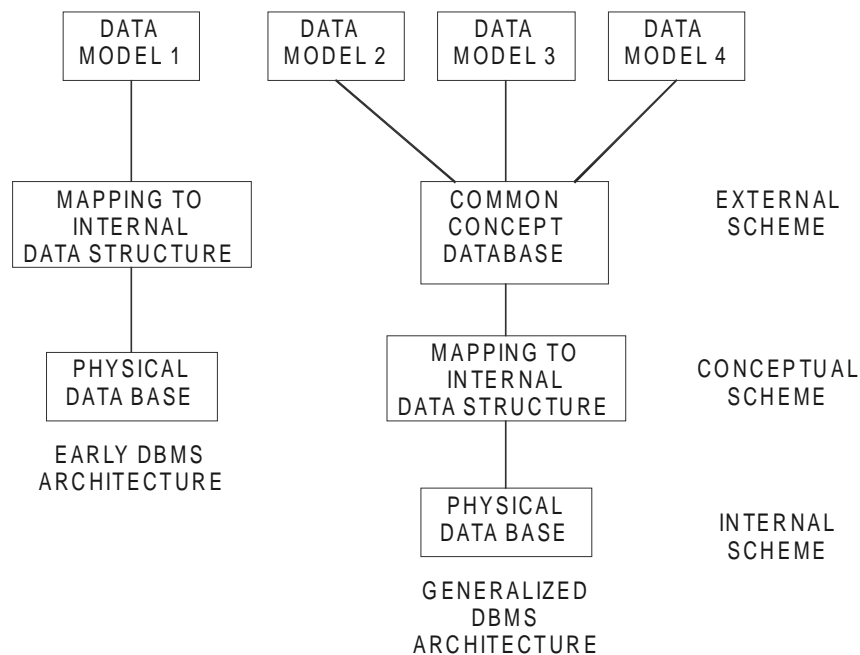 DATA
MODEL 1
DATA
MODEL 2
DATA
MODEL 3
DATA
MODEL 4
MAPPING TO
INTERNAL
DATA STRUCTURE
COMMON
CONCEPT
DATABASE
EXTERNAL
SCHEME
PHYSICAL
DATA BASE
MAPPING TO
INTERNAL
DATA STRUCTURE
CONCEPTUAL
SCHEME
EARLY DBMS
ARCHITECTURE
PHYSICAL
DATA BASE
INTERNAL
SCHEME
GENERALIZED
DBMS
ARCHITECTURE